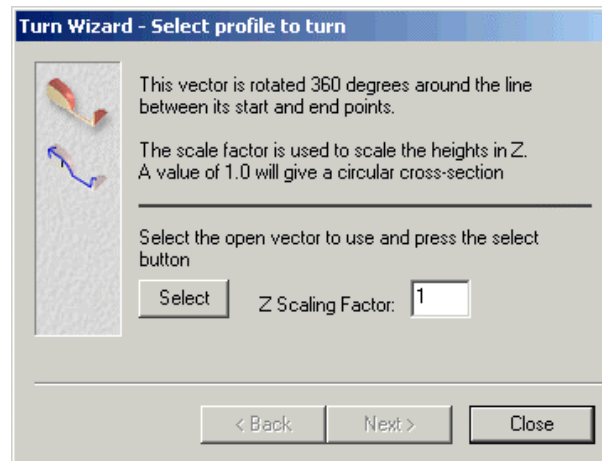 Turn Wizard - Select profile to turn
This vector is rotated 360 degrees around the line
between its start and end points.
The scale factor is used to scale the heights in Z.
A value of 1.0 will give a circular cross-section
Select the open vector to use and press the select
button
Select Z Scaling Factor: 1
< Back Next > Close